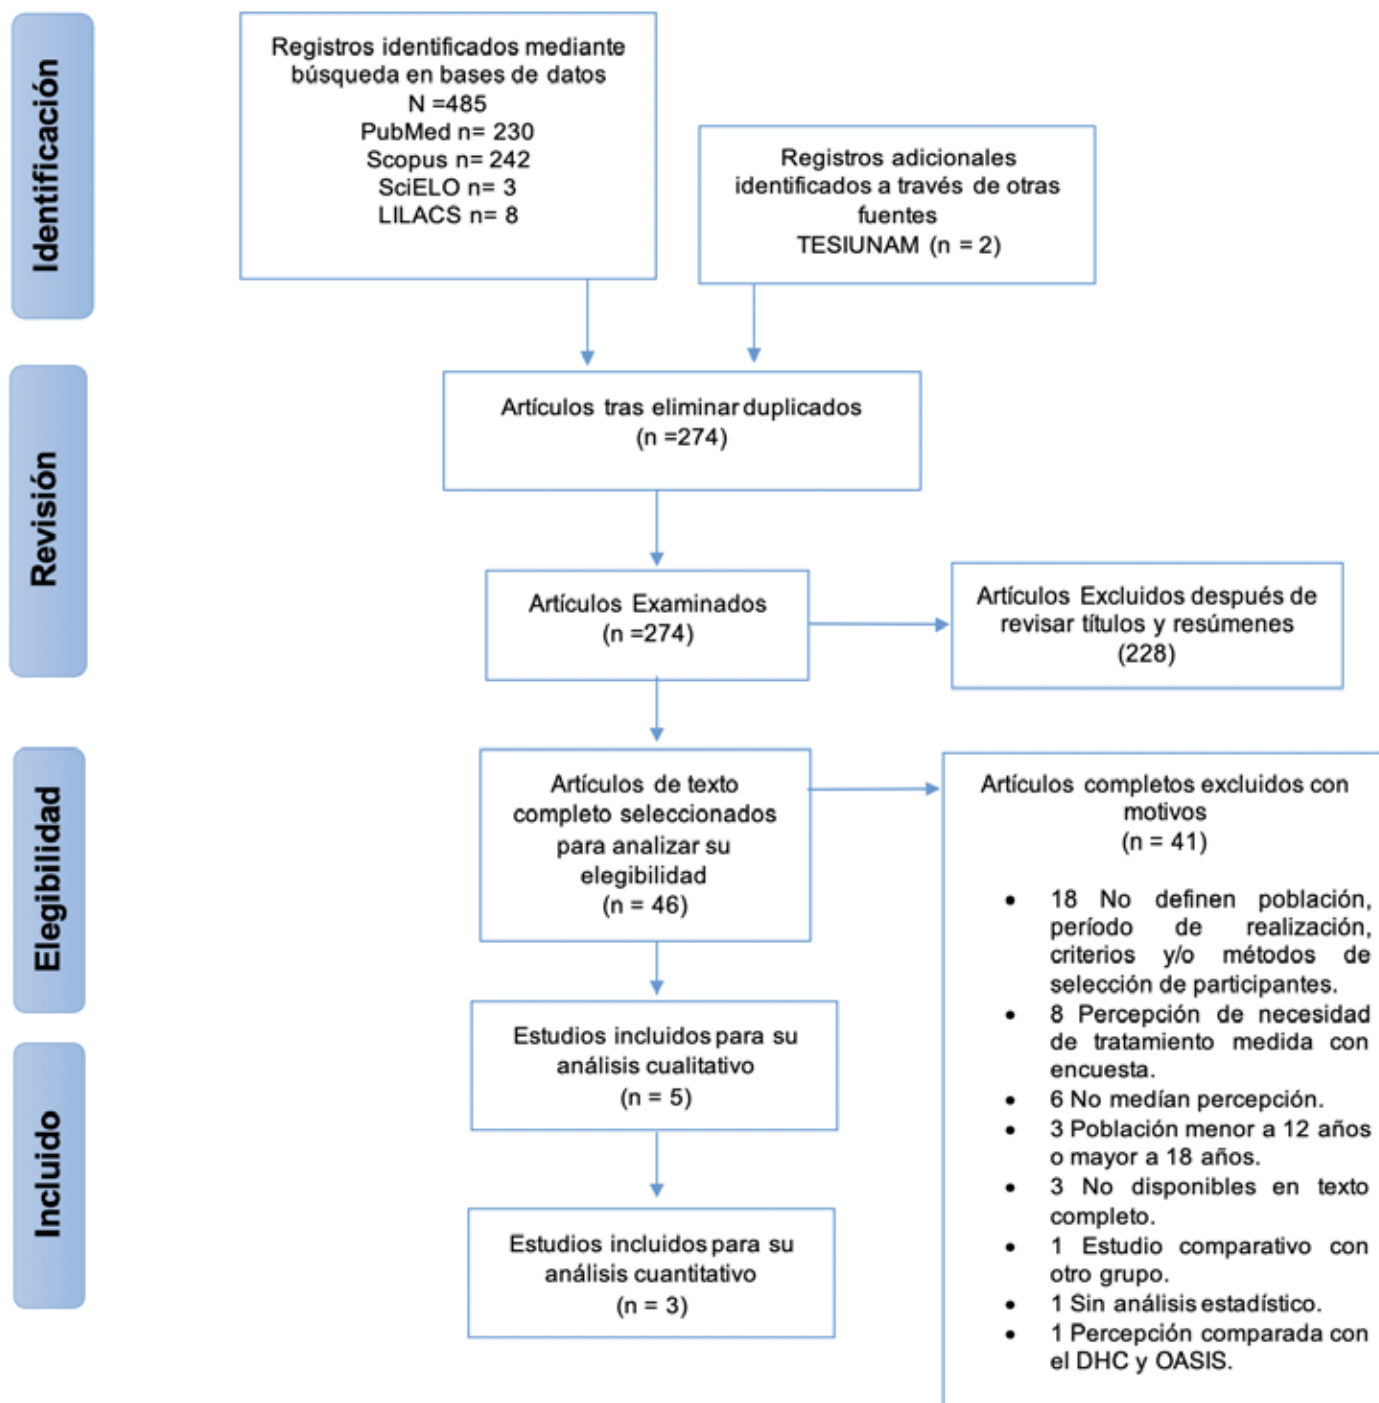 Identificación
Registros identificados mediante
búsqueda en bases de datos
N =485
PubMed n= 230
Scopus n= 242
SciELO n= 3
LILACS n= 8
Registros adicionales
identificados a través de otras
fuentes
TESIUNAM (n = 2)
Revisión
Artículos tras eliminar duplicados
(n =274)
Artículos Examinados
(n =274)
Artículos Excluidos después de
revisar títulos y resúmenes
(228)
Elegibilidad
Artículos de texto
completo seleccionados
para analizar su
elegibilidad
(n = 46)
Artículos completos excluidos con
motivos
(n = 41)
• 18 No definen población,
período de realización,
criterios y/o métodos de
selección de participantes.
• 8 Percepción de necesidad
de tratamiento medida con
encuesta.
• 6 No medían percepción.
• 3 Población menor a 12 años
o mayor a 18 años.
• 3 No disponibles en texto
completo.
• 1 Estudio comparativo con
otro grupo.
• 1 Sin análisis estadístico.
• 1 Percepción comparada con
el DHC y OASIS.
Incluido
Estudios incluidos para su
análisis cualitativo
(n = 5)
Estudios incluidos para su
análisis cuantitativo
(n = 3)